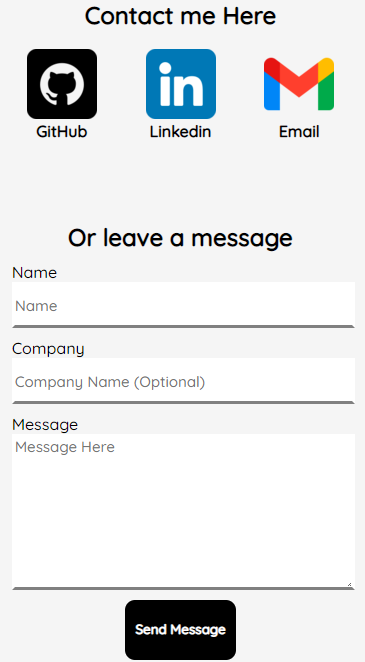 Contact me Here
GitHub Linkedin Email
Or leave a message
Name
Name
Company
Company Name (Optional)
Message
Message Here
Send Message